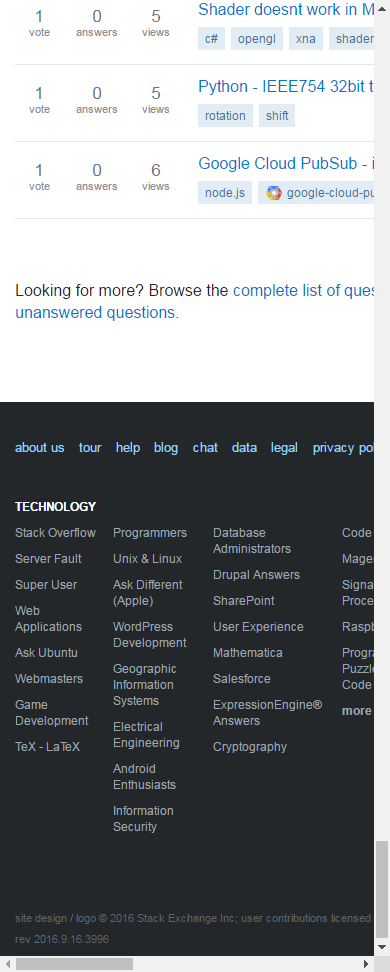 1 0 5 Shader doesnt work in M
vote answers views
c# opengl xna shader
1 0 5 Python - IEEE754 32bit t
vote answers views
rotation shift
1 0 6 Google Cloud PubSub - i
vote answers views
node.js google-cloud-pu
Looking for more? Browse the complete list of ques
unanswered questions.
about us tour help blog chat data legal privacy pol
TECHNOLOGY
Stack Overflow
Server Fault
Super User
Web
Applications
Ask Ubuntu
Webmasters
Game
Development
TeX - LaTeX
Programmers
Unix & Linux
Ask Different
(Apple)
WordPress
Development
Geographic
Information
Systems
Electrical
Engineering
Android
Enthusiasts
Information
Security
Database
Administrators
Drupal Answers
SharePoint
User Experience
Mathematica
Salesforce
ExpressionEngine®
Answers
Cryptography
Code
Mage
Signa
Proce
Raspb
Progra
Puzzle
Code
more
site design / logo © 2016 Stack Exchange Inc; user contributions licensed
rev 2016.9.16.3996